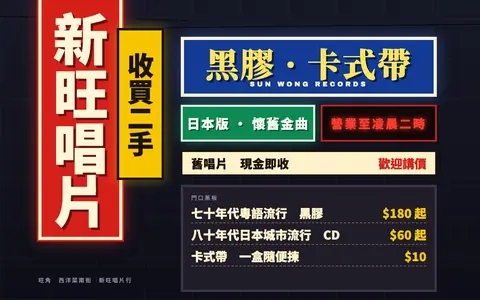 新旺唱片
收買二手
黑膠·卡式帶
SUN WONG RECORDS
日本版·懷舊金曲
營業至凌晨二時
舊唱片 現金即收 歡迎講價
門口黑板
七十年代粵語流行 黑膠 $180 起
八十年代日本城市流行 CD $60 起
卡式帶 一盒隨便揀 $10
旺角 西洋菜南街 新旺唱片行